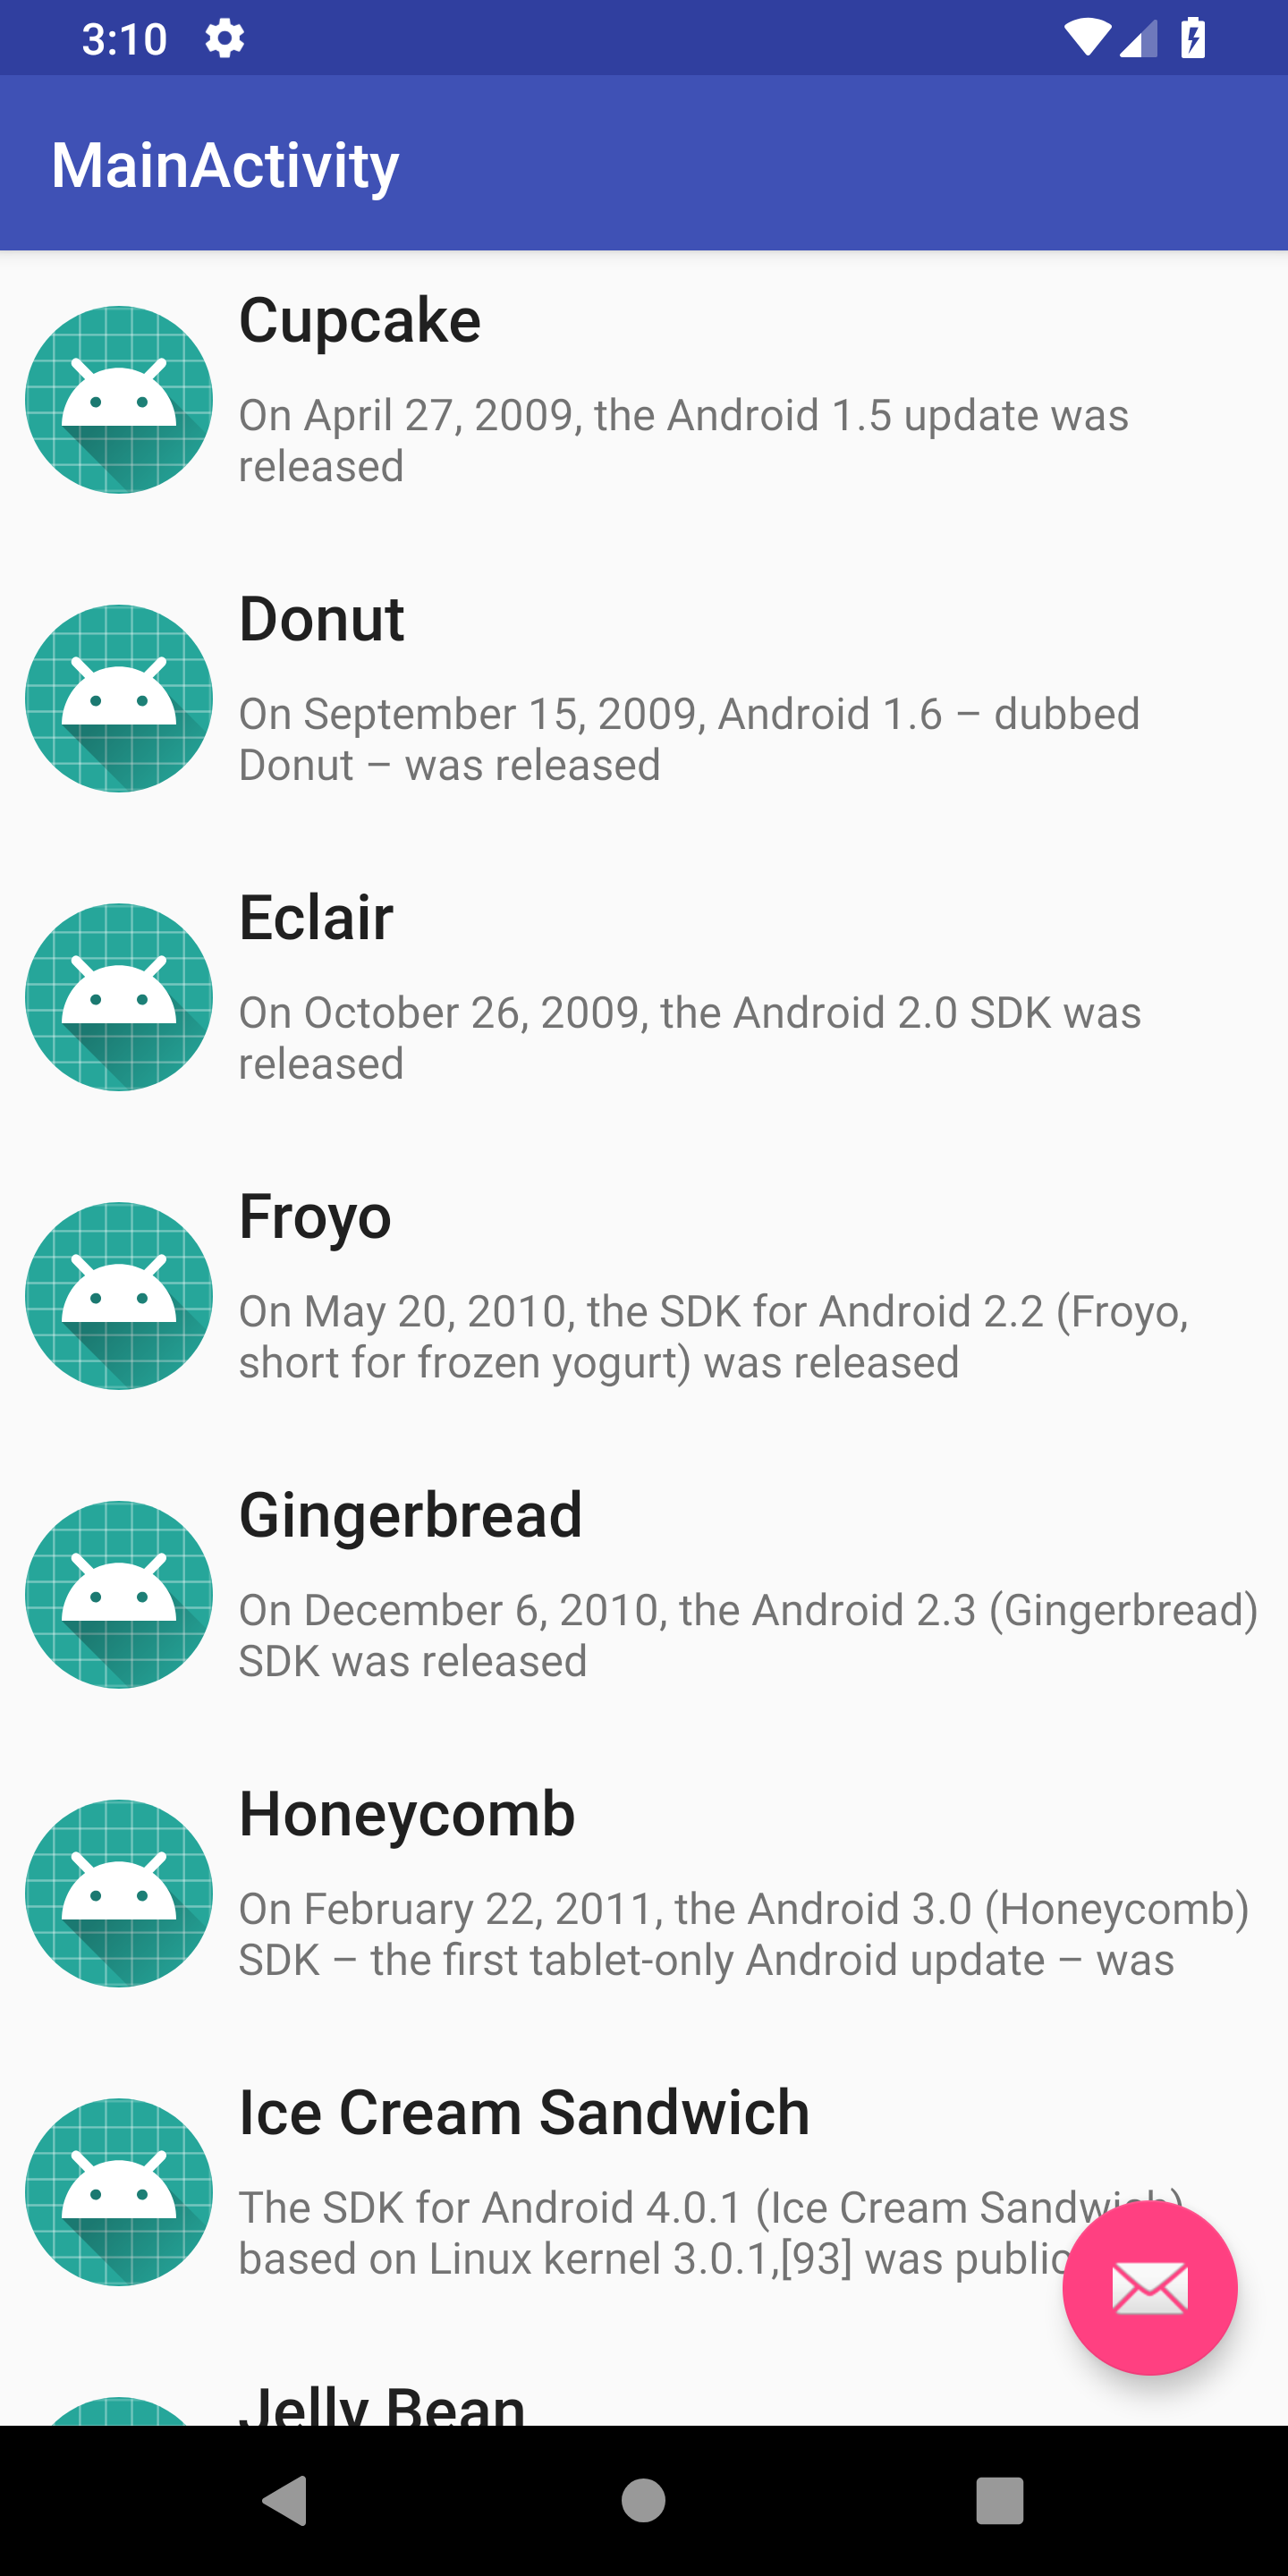 3:10
MainActivity
Cupcake
On April 27, 2009, the Android 1.5 update was
released
Donut
On September 15, 2009, Android 1.6 – dubbed
Donut – was released
Eclair
On October 26, 2009, the Android 2.0 SDK was
released
Froyo
On May 20, 2010, the SDK for Android 2.2 (Froyo,
short for frozen yogurt) was released
Gingerbread
On December 6, 2010, the Android 2.3 (Gingerbread)
SDK was released
Honeycomb
On February 22, 2011, the Android 3.0 (Honeycomb)
SDK – the first tablet-only Android update – was
Ice Cream Sandwich
The SDK for Android 4.0.1 (Ice Cream Sandwich)
based on Linux kernel 3.0.1,[93] was public
Jelly Bean